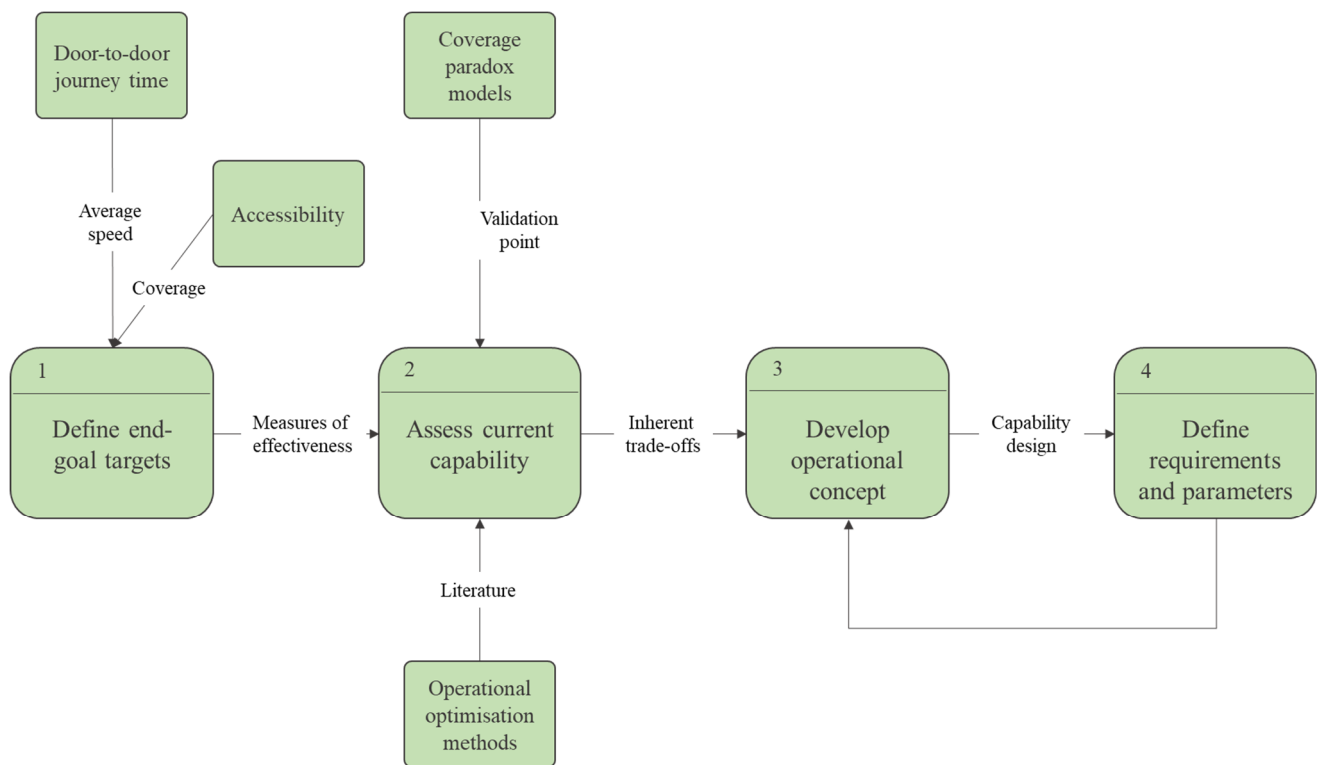 Door-to-door
journey time
Coverage
paradox
models
Accessibility
Average
speed
Validation
point
Coverage
1
Define end-
goal targets
Measures of
effectiveness
2
Assess current
capability
Inherent
trade-offs
3
Develop
operational
concept
Capability
design
4
Define
requirements
and parameters
Literature
Operational
optimisation
methods